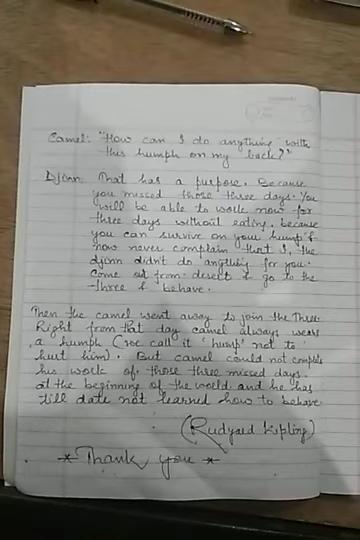 Camel: "How can I do anything with
this humph on my back?"
Djinn: That has a purpose. Because
you missed those three days. You
will be able to work now for
three days without eating, because
you can survive on your hump &
now never complain that I, the
djinn didn't do anything for you.
Come out from desert & go to the
three & behave.
Then the camel went away to join the Three.
Right from that day camel always wears
a humph (we call it 'hump' not to
hurt him). But camel could not complete
his work of those three missed days
at the beginning of the world and he has
till date not learned how to behave
(Rudyard Kipling)
* Thank you *